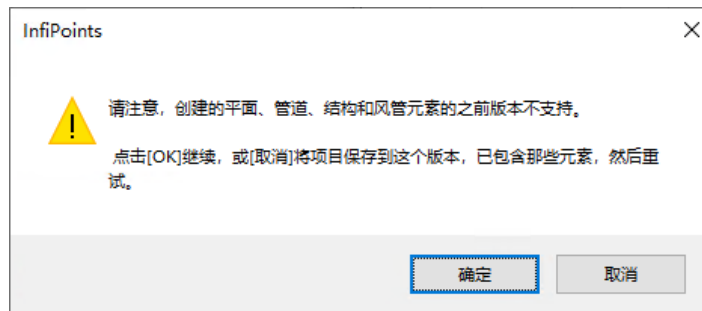 InfiPoints
请注意，创建的平面、管道、结构和风管元素的之前版本不支持。
点击[OK]继续，或[取消]将项目保存到这个版本，已包含那些元素，然后重
试。
确定
取消